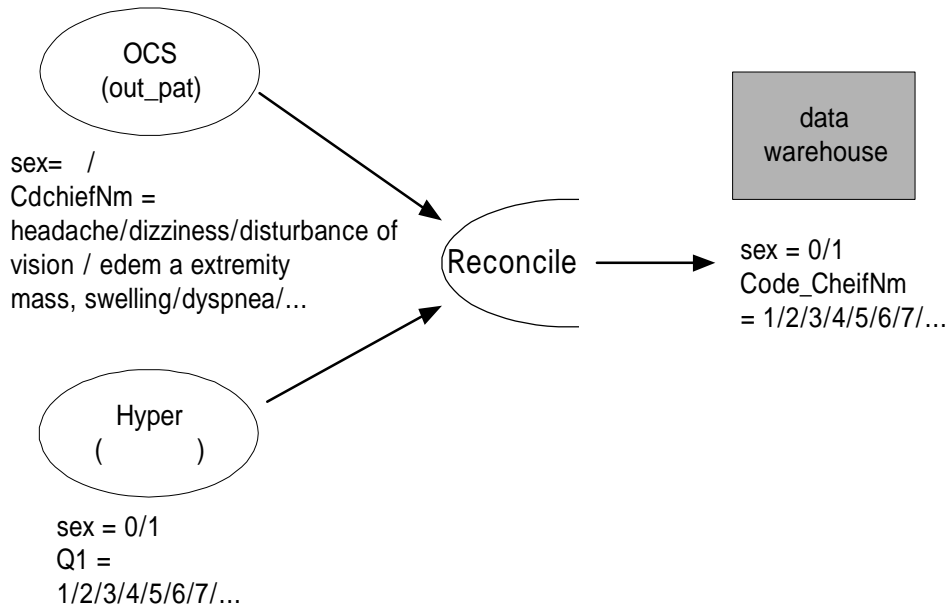 OCS
(out_pat)
sex= /
CdchiefNm =
headache/dizziness/disturbance of
vision / edem a extremity
mass, swelling/dyspnea/...
Reconcile
data
warehouse
sex = 0/1
Code_CheifNm
= 1/2/3/4/5/6/7/...
Hyper
( )
sex = 0/1
Q1 =
1/2/3/4/5/6/7/...